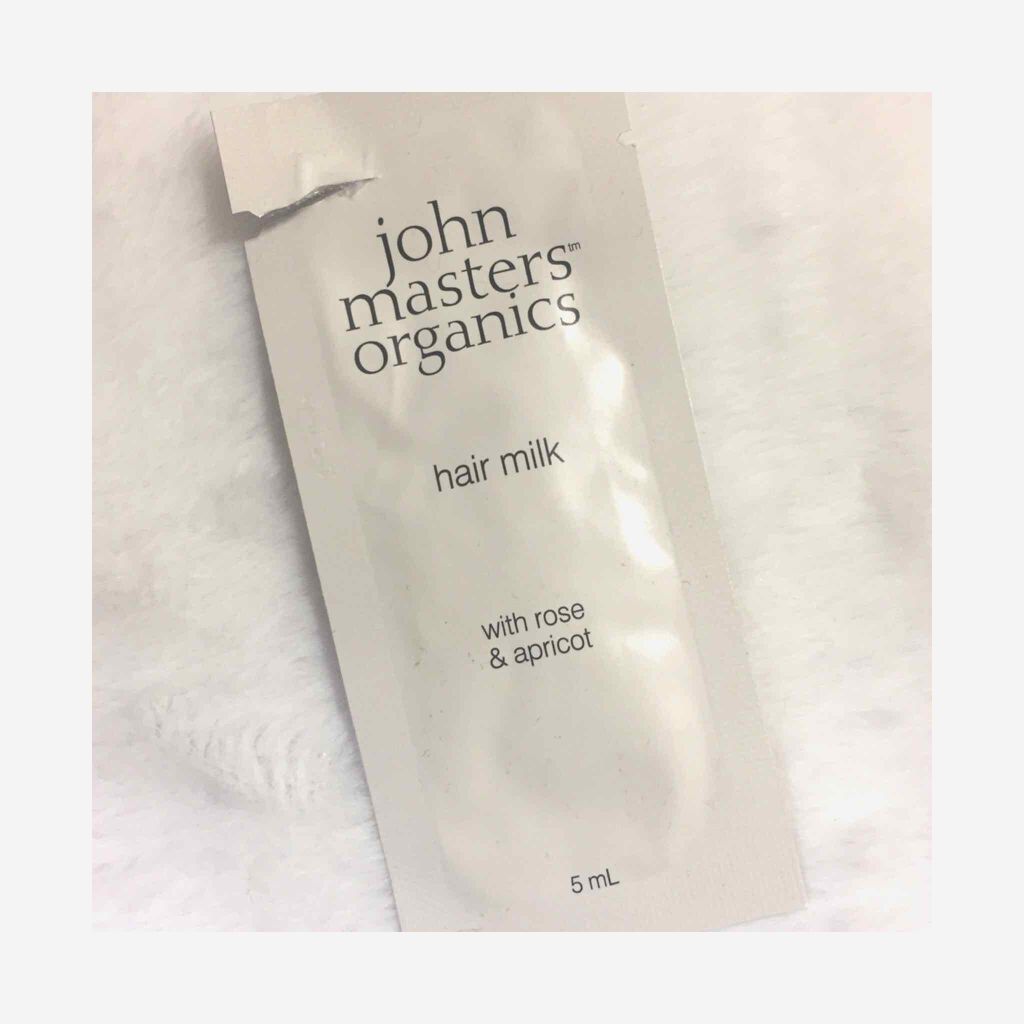 john
masters™
organics
hair milk
with rose
& apricot
5 mL